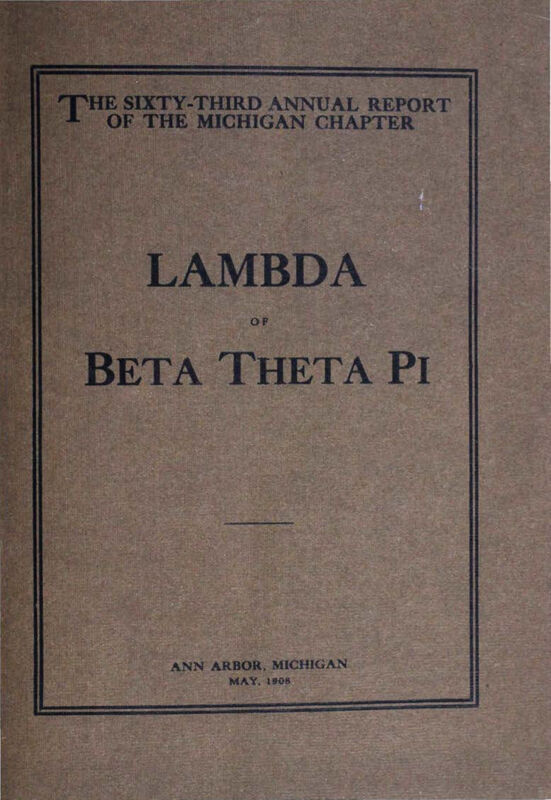 THE SIXTY-THIRD ANNUAL REPORT
OF THE MICHIGAN CHAPTER
LAMBDA
OF
BETA THETA PI
ANN ARBOR, MICHIGAN
MAY, 1908